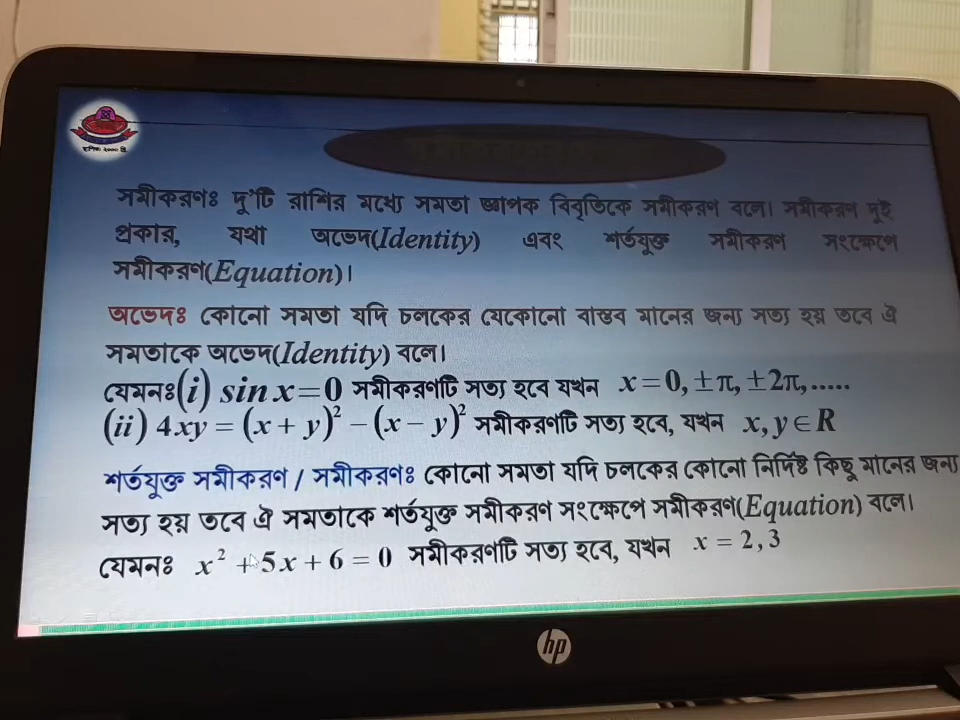 স্থাপিতঃ ২০০০ খ্রি
সমীকরণঃ দু'টি রাশির মধ্যে সমতা জ্ঞাপক বিবৃতিকে সমীকরণ বলে। সমীকরণ দুই
প্রকার, যথা অভেদ(Identity) এবং শর্তযুক্ত সমীকরণ সংক্ষেপে
সমীকরণ(Equation)।
অভেদঃ কোনো সমতা যদি চলকের যেকোনো বাস্তব মানের জন্য সত্য হয় তবে ঐ
সমতাকে অভেদ(Identity) বলে।
যেমনঃ(i) sin x=0 সমীকরণটি সত্য হবে যখন x=0, ±π, ±2π,.....
(ii) 4xy = (x + y)² − (x − y)² সমীকরণটি সত্য হবে, যখন x, y ∈ R
শর্তযুক্ত সমীকরণ / সমীকরণঃ কোনো সমতা যদি চলকের কোনো নির্দিষ্ট কিছু মানের জন্য
সত্য হয় তবে ঐ সমতাকে শর্তযুক্ত সমীকরণ সংক্ষেপে সমীকরণ(Equation) বলে।
যেমনঃ x² + 5x + 6 = 0 সমীকরণটি সত্য হবে, যখন x = 2, 3
hp